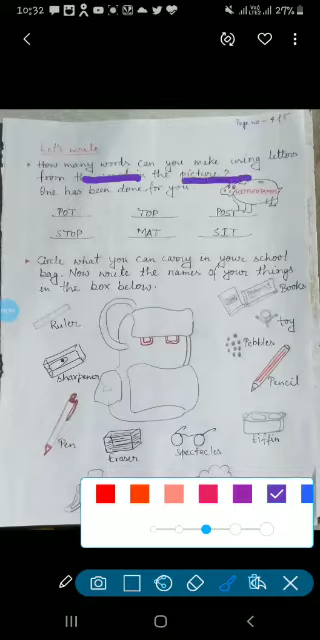 10:32
27%
Page no - 415
Let's write
How many words can you make using letters
from the in the picture?
One has been done for you
POT TOP POST
STOP MAT SIT
Circle what you can carry in your school
bag. Now write the names of your things
in the box below.
Books
Ruler
toy
Pebbles
Sharpener
Pencil
Pen
tiffin
Eraser
Spectacles